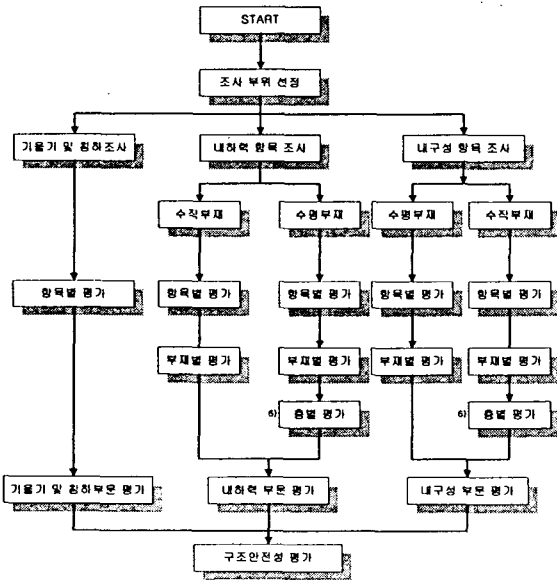 START
조사 부위 선정
기울기 및 침하조사
내하력 항목 조사
내구성 항목 조사
수직부재
수평부재
수평부재
수직부재
항목별 평가
항목별 평가
항목별 평가
항목별 평가
항목별 평가
부재별 평가
부재별 평가
부재별 평가
부재별 평가
6) 층별 평가
6) 층별 평가
기울기 및 침하부문 평가
내하력 부문 평가
내구성 부문 평가
구조안전성 평가